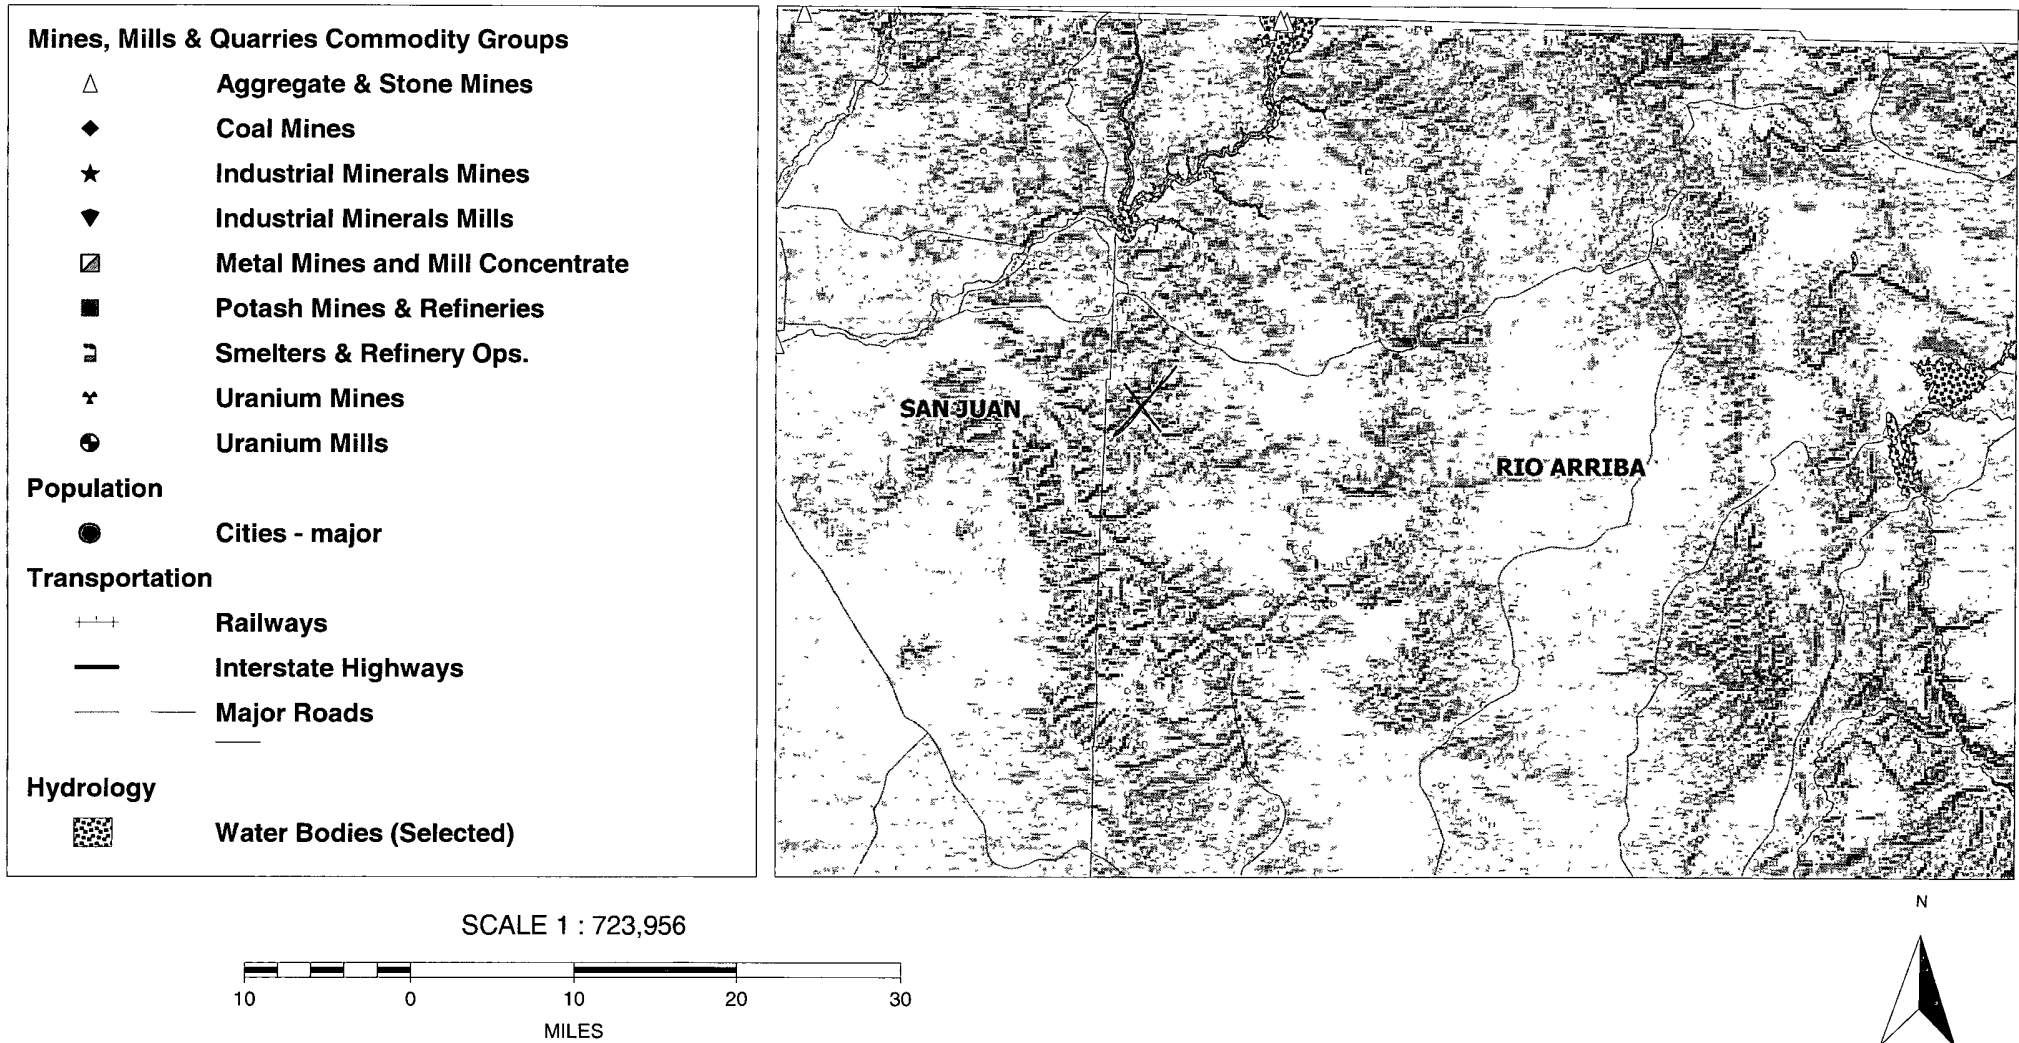 Mines, Mills & Quarries Commodity Groups
Aggregate & Stone Mines
Coal Mines
Industrial Minerals Mines
Industrial Minerals Mills
Metal Mines and Mill Concentrate
Potash Mines & Refineries
Smelters & Refinery Ops.
Uranium Mines
Uranium Mills
Population
Cities - major
Transportation
Railways
Interstate Highways
Major Roads
Hydrology
Water Bodies (Selected)
SAN JUAN
RIO ARRIBA
SCALE 1 : 723,956
10 0 10 20 30
MILES
N